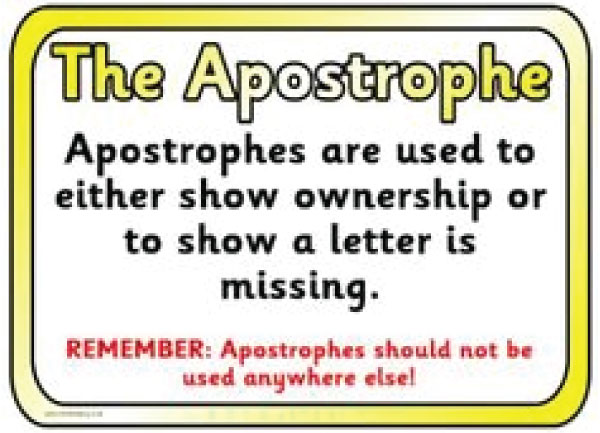 The Apostrophe
Apostrophes are used to
either show ownership or
to show a letter is
missing.
REMEMBER: Apostrophes should not be
used anywhere else!